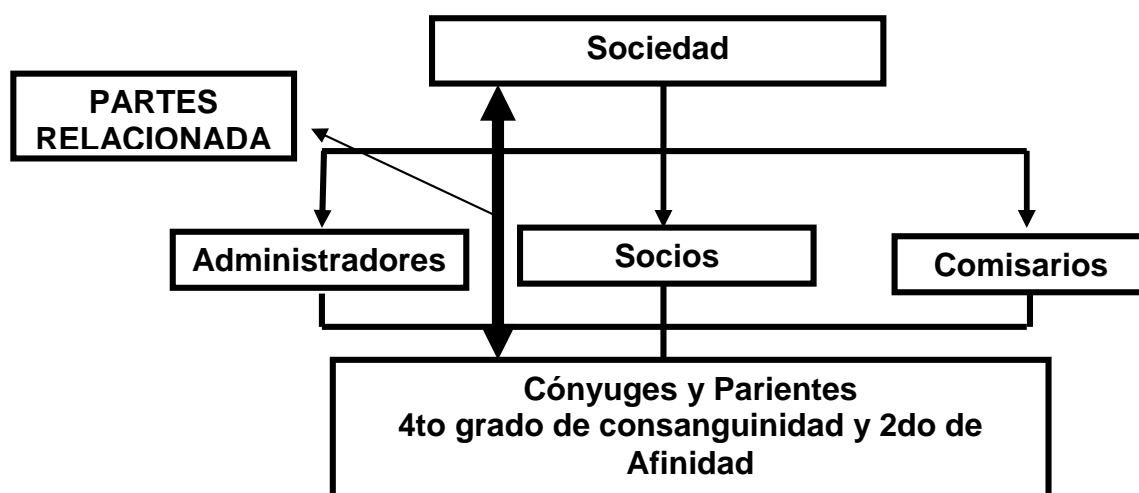 Sociedad
PARTES
RELACIONADA
Administradores
Socios
Comisarios
Cónyuges y Parientes
4to grado de consanguinidad y 2do de
Afinidad